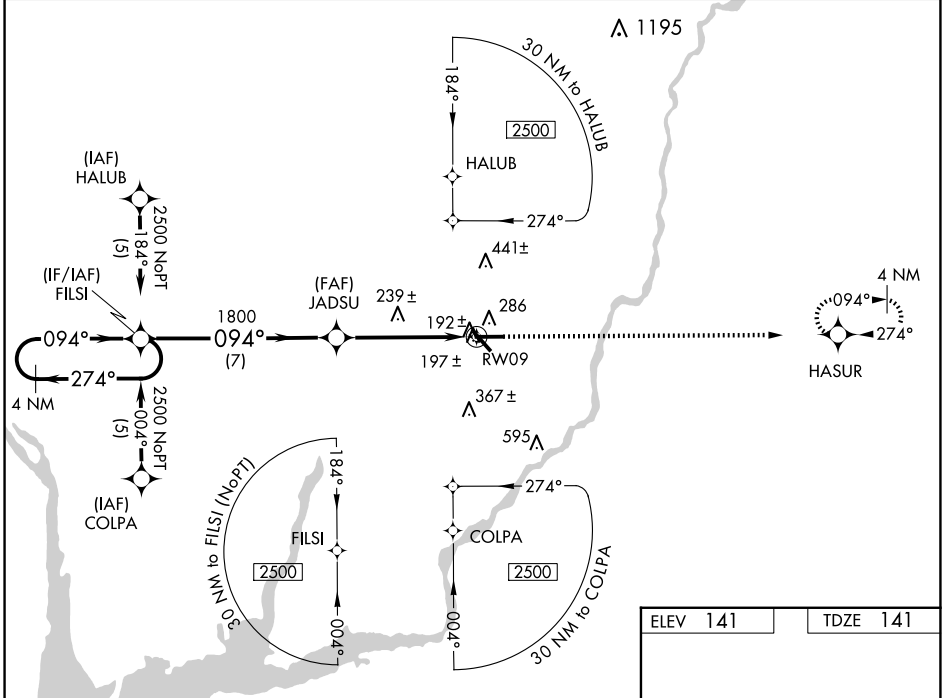 1195
30 NM to HALUB
184°
2500
HALUB
274°
(IAF)
HALUB
2500 NoPT
184°
(5)
(IF/IAF)
FILSI
441±
(FAF)
JADSU
239±
286
4 NM
094°
1800
094°
(7)
192±
197±
RW09
094°
274°
HASUR
274°
4 NM
2500 NoPT
004°
(5)
367±
595
(IAF)
COLPA
30 NM to FILSI (NoPT)
184°
FILSI
2500
004°
274°
COLPA
2500
004°
30 NM to COLPA
ELEV 141
TDZE 141